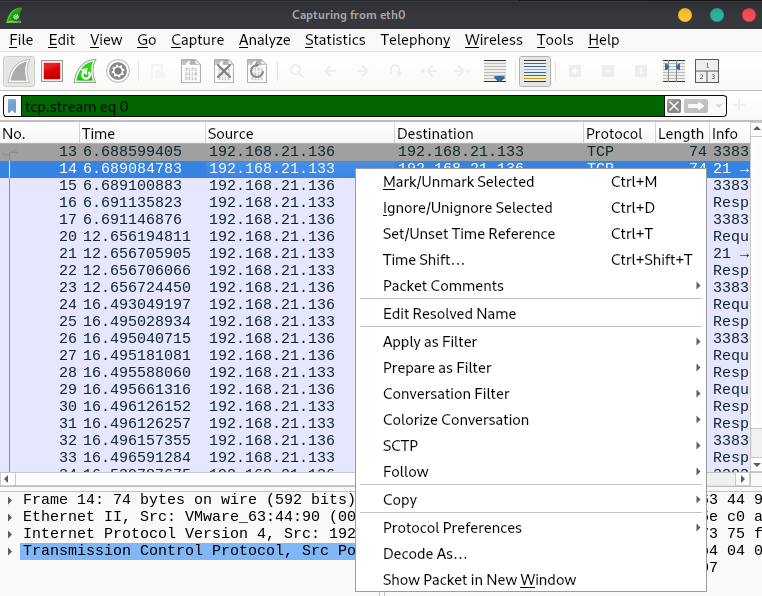 Capturing from eth0
File Edit View Go Capture Analyze Statistics Telephony Wireless Tools Help
tcp.stream eq 0
No. Time Source Destination Protocol Length Info
13 6.688599405 192.168.21.136 192.168.21.133 TCP 74 3383
14 6.689084783 192.168.21.133 192.168.21.136 TCP 74 21 →
15 6.689100883 192.168.21.136 3383
16 6.691135823 192.168.21.133 Resp
17 6.691146876 192.168.21.136 3383
20 12.656194811 192.168.21.136 Requ
21 12.656705905 192.168.21.133 21 →
22 12.656706066 192.168.21.133 Resp
23 12.656724450 192.168.21.136 3383
24 16.493049197 192.168.21.136 Requ
25 16.495028934 192.168.21.133 Resp
26 16.495040715 192.168.21.136 3383
27 16.495181081 192.168.21.136 Requ
28 16.495588060 192.168.21.133 Resp
29 16.495661316 192.168.21.136 Requ
30 16.496126152 192.168.21.133 Resp
31 16.496126257 192.168.21.133 Resp
32 16.496157355 192.168.21.136 3383
33 16.496591284 192.168.21.133 Resp
Mark/Unmark Selected Ctrl+M
Ignore/Unignore Selected Ctrl+D
Set/Unset Time Reference Ctrl+T
Time Shift… Ctrl+Shift+T
Packet Comments
Edit Resolved Name
Apply as Filter
Prepare as Filter
Conversation Filter
Colorize Conversation
SCTP
Follow
Copy
Protocol Preferences
Decode As…
Show Packet in New Window
Frame 14: 74 bytes on wire (592 bits)
Ethernet II, Src: VMware_63:44:90 (00
Internet Protocol Version 4, Src: 192
Transmission Control Protocol, Src Po